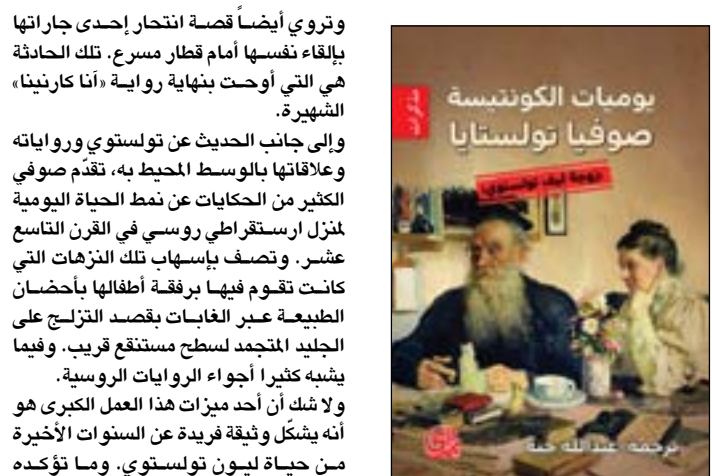 وتروي أيضاً قصة انتحار إحدى جاراتها
بإلقاء نفسها أمام قطار مسرع. تلك الحادثة
هي التي أوحت بنهاية رواية «آنا كارنينا»
الشهيرة.
وإلى جانب الحديث عن تولستوي ورواياته
وعلاقاتها بالوسط المحيط به، تقدّم صوفي
الكثير من الحكايات عن نمط الحياة اليومية
لمنزل ارستقراطي روسي في القرن التاسع
عشر. وتصف بإسهاب تلك النزهات التي
كانت تقوم فيها برفقة أطفالها بأحضان
الطبيعة عبر الغابات بقصد التزلج على
الجليد المتجمد لسطح مستنقع قريب. وفيما
يشبه كثيرا أجواء الروايات الروسية.
ولا شك أن أحد ميزات هذا العمل الكبرى هو
أنه يشكّل وثيقة فريدة عن السنوات الأخيرة
من حياة ليون تولستوي. وما تؤكده
مذكرات
يوميات الكونتيسة
صوفيا تولستايا
زوجة ليف تولستوي
ترجمة: عبدالله حبة